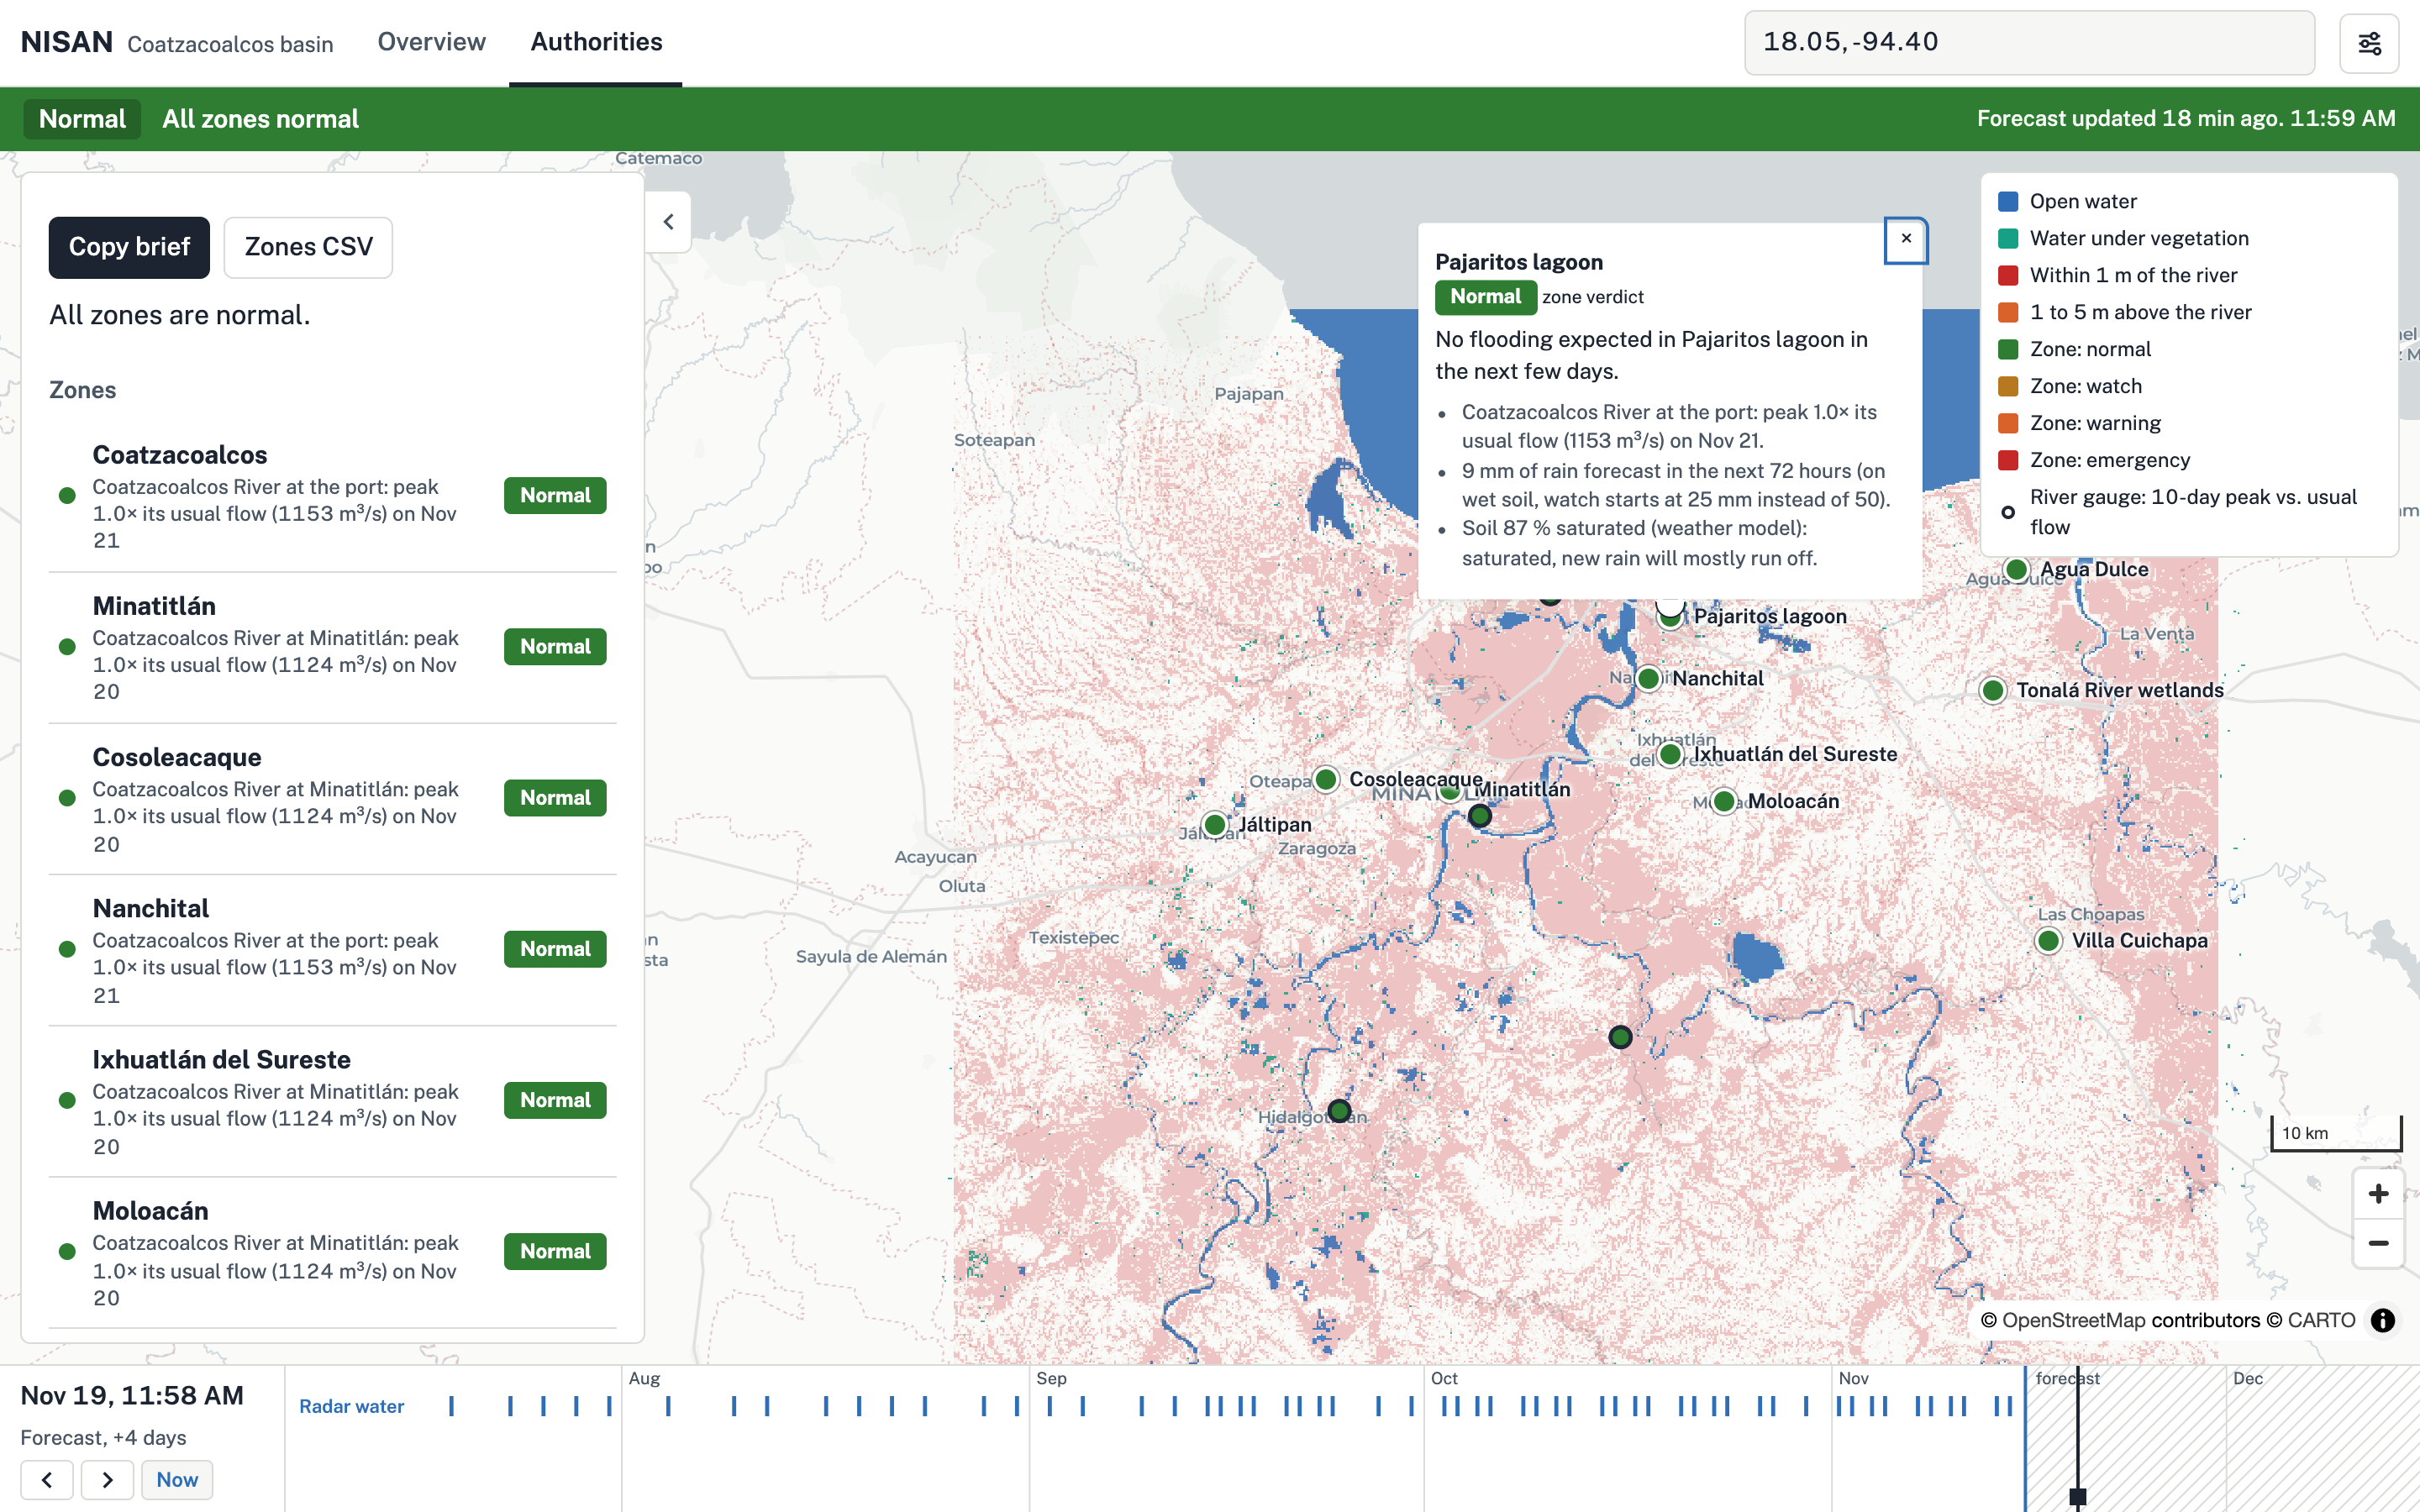 NISAN Coatzacoalcos basin Overview Authorities 18.05,-94.40
Normal All zones normal Forecast updated 18 min ago. 11:59 AM
Copy brief Zones CSV
All zones are normal.
Zones
Coatzacoalcos
Coatzacoalcos River at the port: peak
1.0× its usual flow (1153 m³/s) on Nov
21
Normal
Minatitlán
Coatzacoalcos River at Minatitlán: peak
1.0× its usual flow (1124 m³/s) on Nov
20
Normal
Cosoleacaque
Coatzacoalcos River at Minatitlán: peak
1.0× its usual flow (1124 m³/s) on Nov
20
Normal
Nanchital
Coatzacoalcos River at the port: peak
1.0× its usual flow (1153 m³/s) on Nov
21
Normal
Ixhuatlán del Sureste
Coatzacoalcos River at Minatitlán: peak
1.0× its usual flow (1124 m³/s) on Nov
20
Normal
Moloacán
Coatzacoalcos River at Minatitlán: peak
1.0× its usual flow (1124 m³/s) on Nov
20
Normal
Catemaco
Pajapan
Soteapan
Pajaritos lagoon
Normal zone verdict
No flooding expected in Pajaritos lagoon in
the next few days.
• Coatzacoalcos River at the port: peak 1.0× its
usual flow (1153 m³/s) on Nov 21.
• 9 mm of rain forecast in the next 72 hours (on
wet soil, watch starts at 25 mm instead of 50).
• Soil 87 % saturated (weather model):
saturated, new rain will mostly run off.
Open water
Water under vegetation
Within 1 m of the river
1 to 5 m above the river
Zone: normal
Zone: watch
Zone: warning
Zone: emergency
River gauge: 10-day peak vs. usual
flow
Agua Dulce
Agua Dulce
Pajaritos lagoon
La Venta
Nanchital
Tonalá River wetlands
Ixhuatlán
Ixhuatlán del Sureste
Oteapa
Cosoleacaque
Minatitlán
Moloacán
Jáltipan
Zaragoza
Acayucan
Oluta
Las Choapas
Texistepec
Villa Cuichapa
Sayula de Alemán
10 km
© OpenStreetMap contributors © CARTO
Nov 19, 11:58 AM
Forecast, +4 days
Now
Radar water
Aug
Sep
Oct
Nov
forecast
Dec